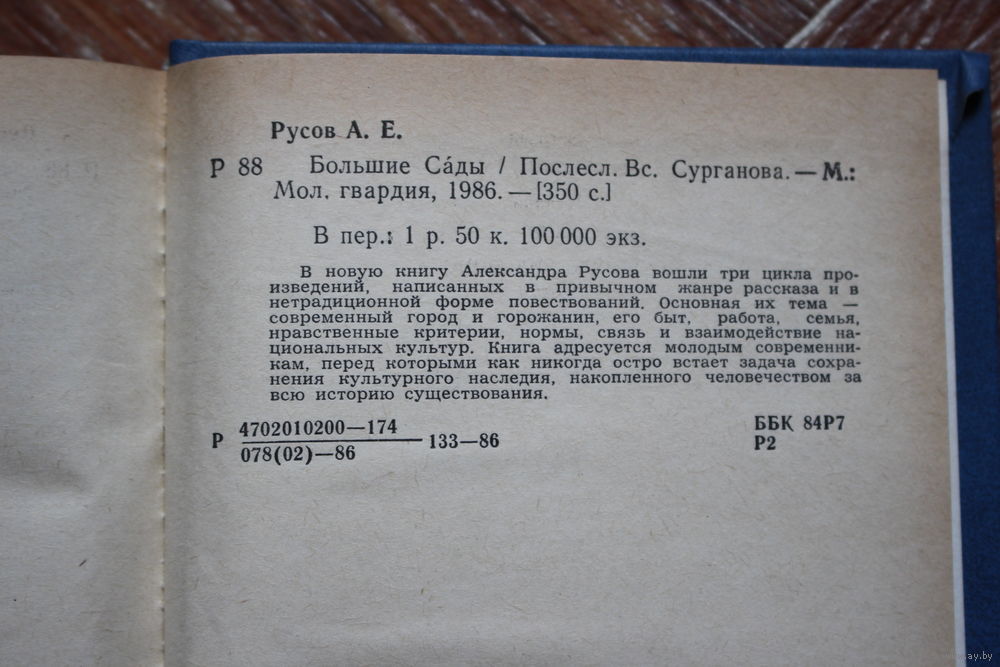 Русов А. Е.
Р 88 Большие Са́ды / Послесл. Вс. Сурганова. — М.:
Мол. гвардия, 1986. — [350 с.]
В пер.: 1 р. 50 к. 100 000 экз.
В новую книгу Александра Русова вошли три цикла про-
изведений, написанных в привычном жанре рассказа и в
нетрадиционной форме повествований. Основная их тема —
современный город и горожанин, его быт, работа, семья,
нравственные критерии, нормы, связь и взаимодействие на-
циональных культур. Книга адресуется молодым современни-
кам, перед которыми как никогда остро встает задача сохра-
нения культурного наследия, накопленного человечеством за
всю историю существования.
Р 4702010200—174
078(02)—86
133—86
ББК 84Р7
Р2